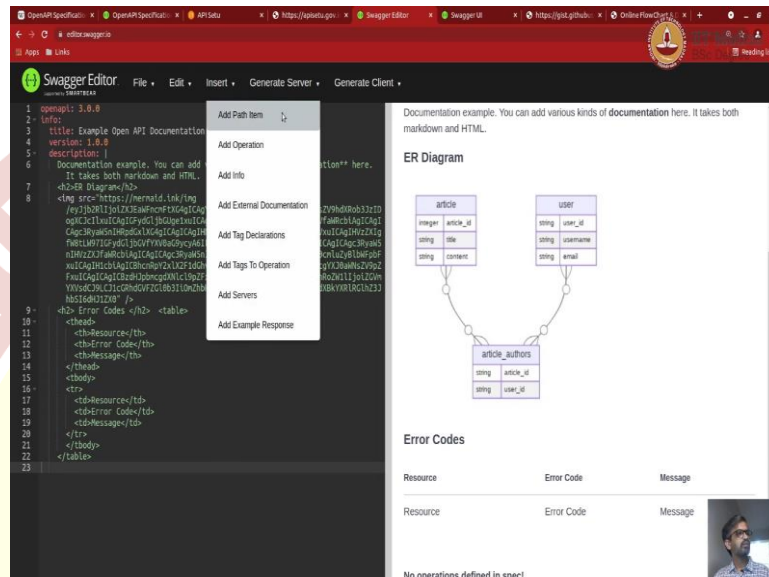 OpenAPI-Specificatio
OpenAPI Specificatio
API Setu
https://apisetu.gov.i
Swagger Editor
Swagger UI
https://gist.github
Online FlowChart &
editor.swagger.io
Apps
Links
Reading li
Swagger Editor
SMARTBEAR
File
Edit
Insert
Generate Server
Generate Client
Add Path Item
Add Operation
Add Info
Add External Documentation
Add Tag Declarations
Add Tags To Operation
Add Servers
Add Example Response
1 openapi: 3.0.0
2 info:
3 title: Example Open API Documentation
4 version: 1.0.0
5 description: |
6 Documentation example. You can add
ation** here.
It takes both markdown and HTML.
7 <h2>ER Diagram</h2>
8 <img src="https://mermaid.ink/img
9 <h2> Error Codes </h2> <table>
10 <thead>
11 <th>Resource</th>
12 <th>Error Code</th>
13 <th>Message</th>
14 </thead>
15 <tbody>
16 <tr>
17 <td>Resource</td>
18 <td>Error Code</td>
19 <td>Message</td>
20 </tr>
21 </tbody>
22 </table>
23
Documentation example. You can add various kinds of documentation here. It takes both
markdown and HTML.
ER Diagram
article
integer article_id
string title
string content
user
string user_id
string username
string email
article_authors
string article_id
string user_id
Error Codes
Resource Error Code Message
Resource Error Code Message
No operations defined in spec!